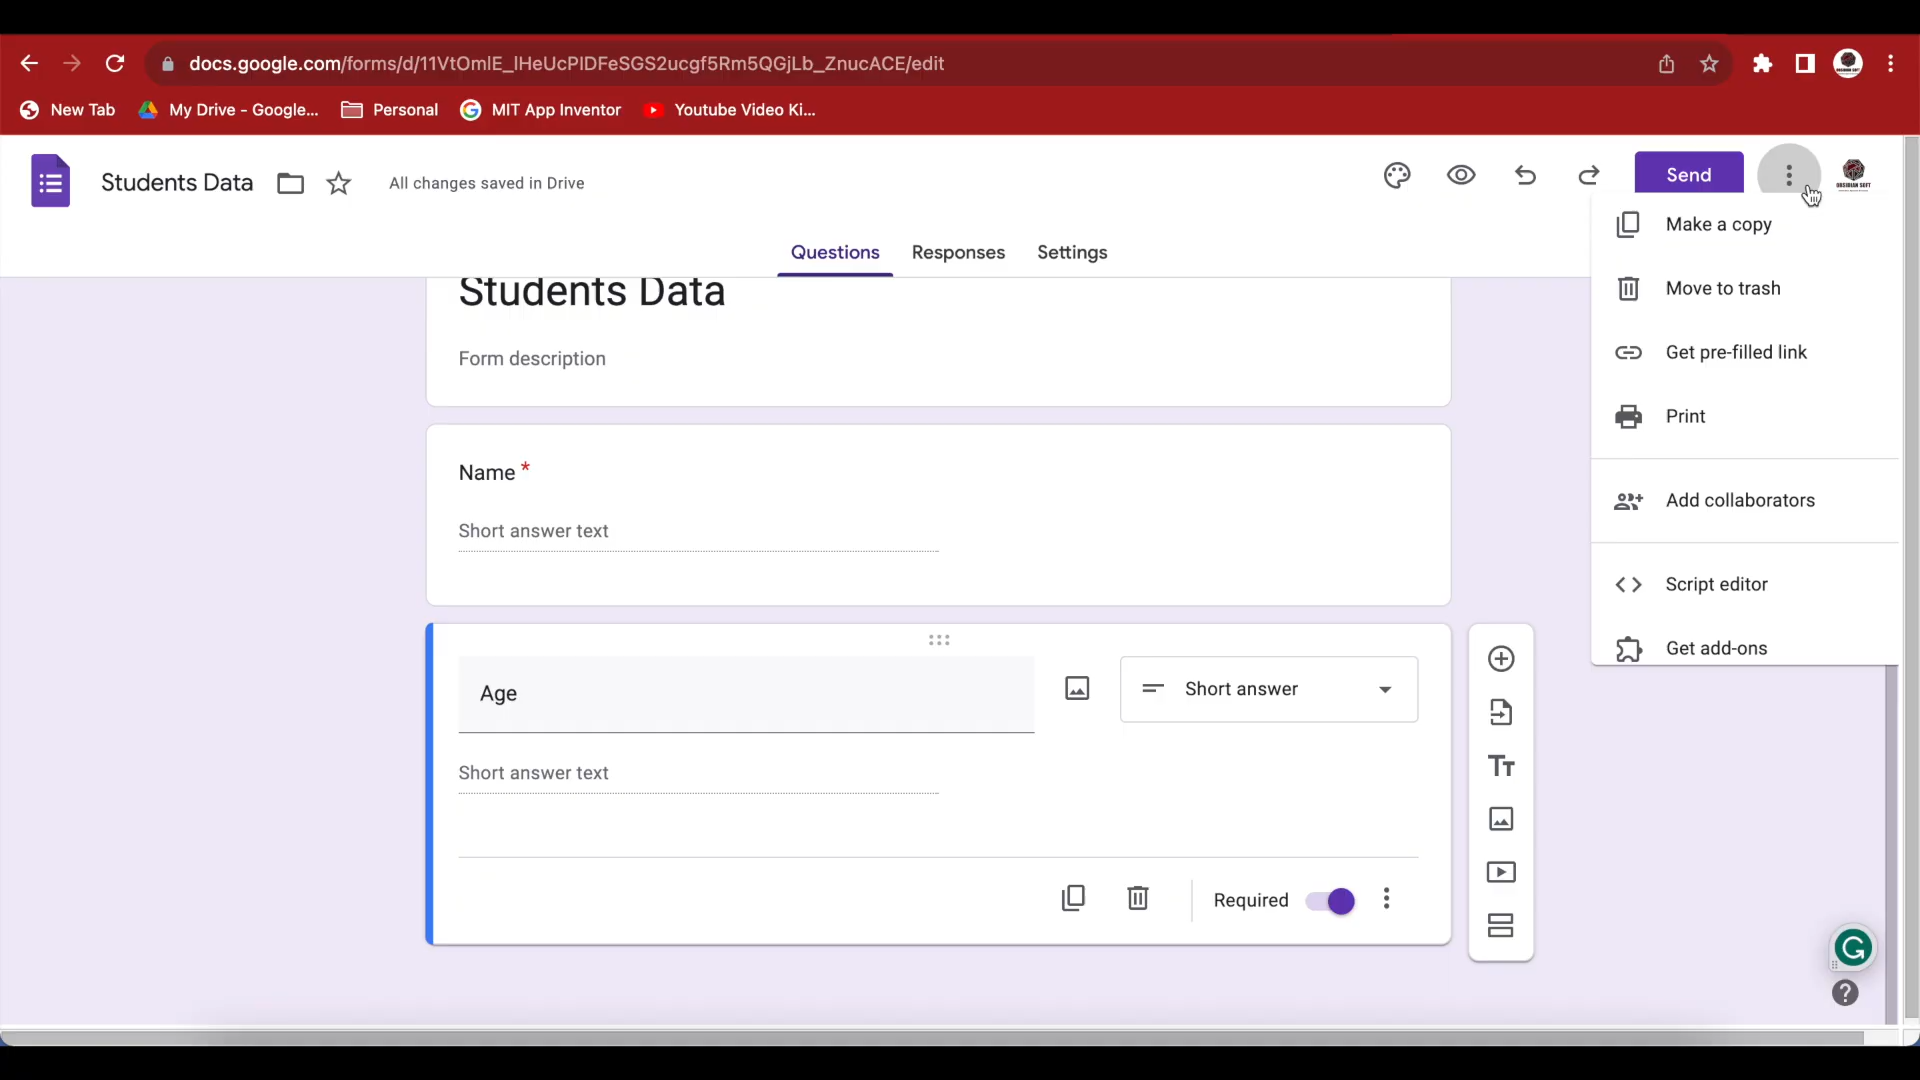 docs.google.com/forms/d/11VtOmlE_IHeUcPIDFeSGS2ucgf5Rm5QGjLb_ZnucACE/edit
New Tab
My Drive - Google...
Personal
MIT App Inventor
Youtube Video Ki...
Students Data
All changes saved in Drive
Send
OBSIDIAN SOFT
Questions
Responses
Settings
Make a copy
Move to trash
Get pre-filled link
Print
Add collaborators
Script editor
Get add-ons
Students Data
Form description
Name *
Short answer text
Age
Short answer
Short answer text
Required